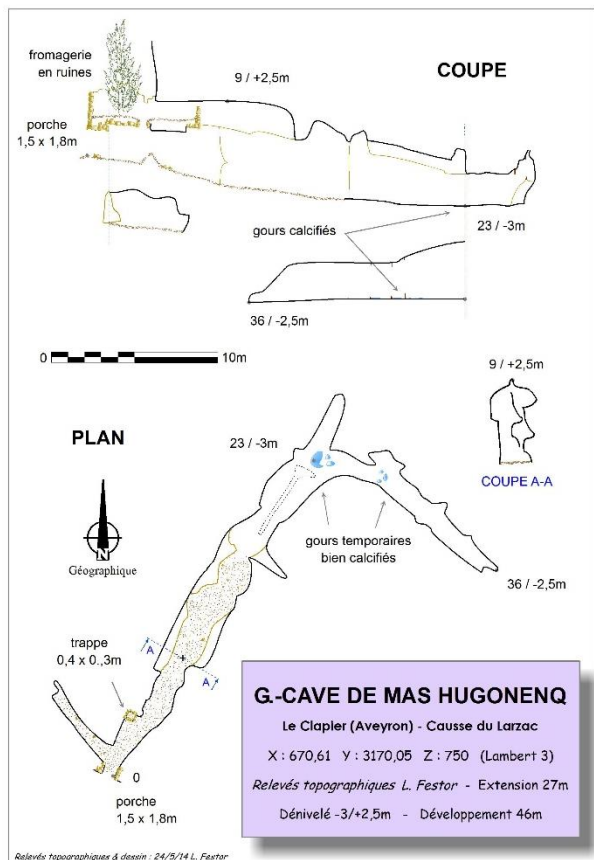 fromagerie
en ruines
9 / +2,5m
COUPE
porche
1,5 x 1,8m
gours calcifiés
23 / -3m
36 / -2,5m
0
10m
9 / +2,5m
COUPE A-A
PLAN
23 / -3m
gours temporaires
bien calcifiés
N
Géographique
36 / -2,5m
trappe
0,4 x 0,3m
A
A
0
porche
1,5 x 1,8m
G.-CAVE DE MAS HUGONENQ
Le Clapier (Aveyron) - Causse du Larzac
X : 670,61 Y : 3170,05 Z : 750 (Lambert 3)
Relevés topographiques L. Festor - Extension 27m
Dénivelé -3/+2,5m - Développement 46m
Relevés topographiques & dessin : 24/5/14 L. Festor